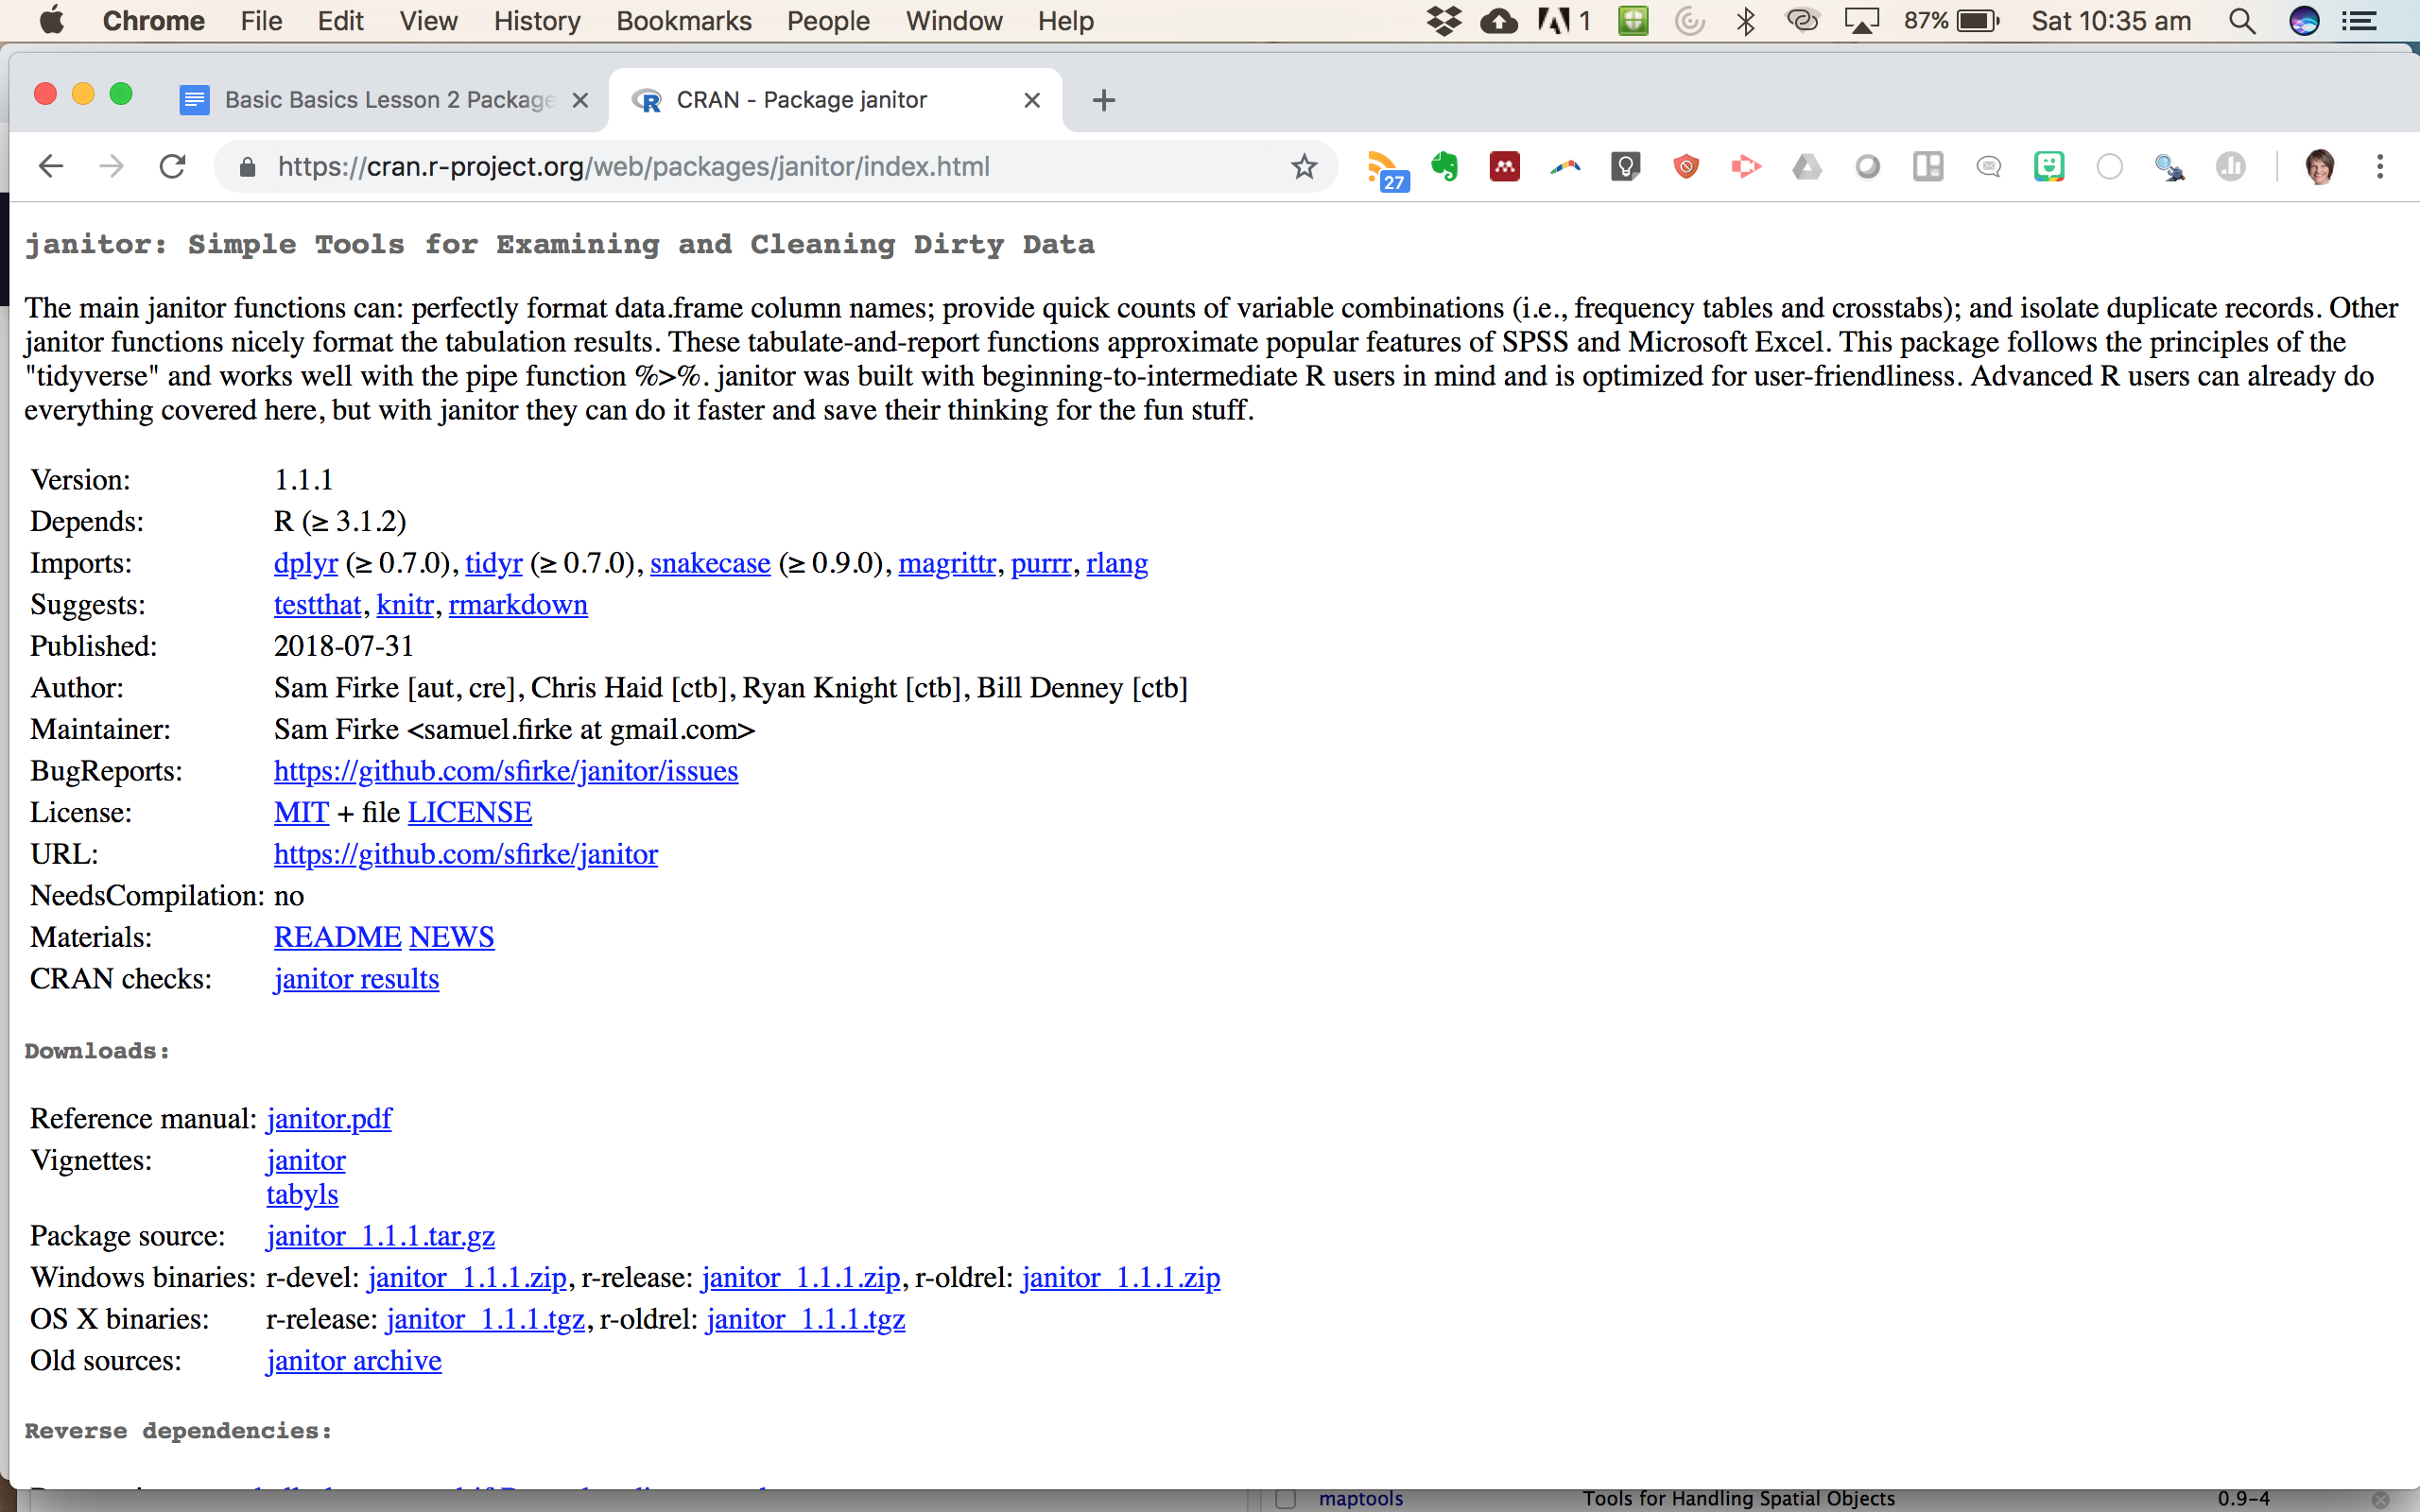 Chrome File Edit View History Bookmarks People Window Help 1 87% Sat 10:35 am
Basic Basics Lesson 2 Package CRAN - Package janitor
https://cran.r-project.org/web/packages/janitor/index.html 27
janitor: Simple Tools for Examining and Cleaning Dirty Data
The main janitor functions can: perfectly format data.frame column names; provide quick counts of variable combinations (i.e., frequency tables and crosstabs); and isolate duplicate records. Other
janitor functions nicely format the tabulation results. These tabulate-and-report functions approximate popular features of SPSS and Microsoft Excel. This package follows the principles of the
"tidyverse" and works well with the pipe function %>%. janitor was built with beginning-to-intermediate R users in mind and is optimized for user-friendliness. Advanced R users can already do
everything covered here, but with janitor they can do it faster and save their thinking for the fun stuff.
Version: 1.1.1
Depends: R (≥ 3.1.2)
Imports: dplyr (≥ 0.7.0), tidyr (≥ 0.7.0), snakecase (≥ 0.9.0), magrittr, purrr, rlang
Suggests: testthat, knitr, rmarkdown
Published: 2018-07-31
Author: Sam Firke [aut, cre], Chris Haid [ctb], Ryan Knight [ctb], Bill Denney [ctb]
Maintainer: Sam Firke <samuel.firke at gmail.com>
BugReports: https://github.com/sfirke/janitor/issues
License: MIT + file LICENSE
URL: https://github.com/sfirke/janitor
NeedsCompilation: no
Materials: README NEWS
CRAN checks: janitor results
Downloads:
Reference manual: janitor.pdf
Vignettes: janitor
tabyls
Package source: janitor_1.1.1.tar.gz
Windows binaries: r-devel: janitor_1.1.1.zip, r-release: janitor_1.1.1.zip, r-oldrel: janitor_1.1.1.zip
OS X binaries: r-release: janitor_1.1.1.tgz, r-oldrel: janitor_1.1.1.tgz
Old sources: janitor archive
Reverse dependencies:
maptools Tools for Handling Spatial Objects 0.9-4